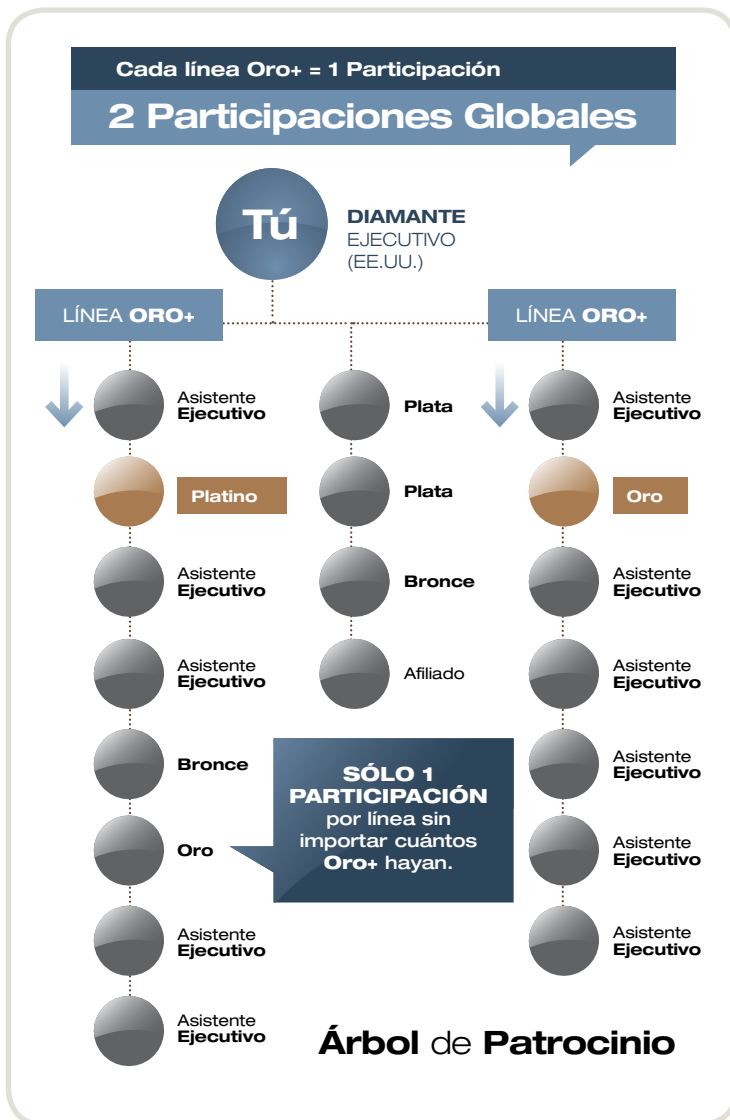 Cada línea Oro+ = 1 Participación
2 Participaciones Globales
Tú
DIAMANTE
EJECUTIVO
(EE.UU.)
LÍNEA ORO+
LÍNEA ORO+
Asistente
Ejecutivo
Platino
Asistente
Ejecutivo
Asistente
Ejecutivo
Bronce
Oro
Asistente
Ejecutivo
Asistente
Ejecutivo
Plata
Plata
Bronce
Afiliado
SÓLO 1
PARTICIPACIÓN
por línea sin
importar cuántos
Oro+ hayan.
Asistente
Ejecutivo
Oro
Asistente
Ejecutivo
Asistente
Ejecutivo
Asistente
Ejecutivo
Asistente
Ejecutivo
Asistente
Ejecutivo
Árbol de Patrocinio